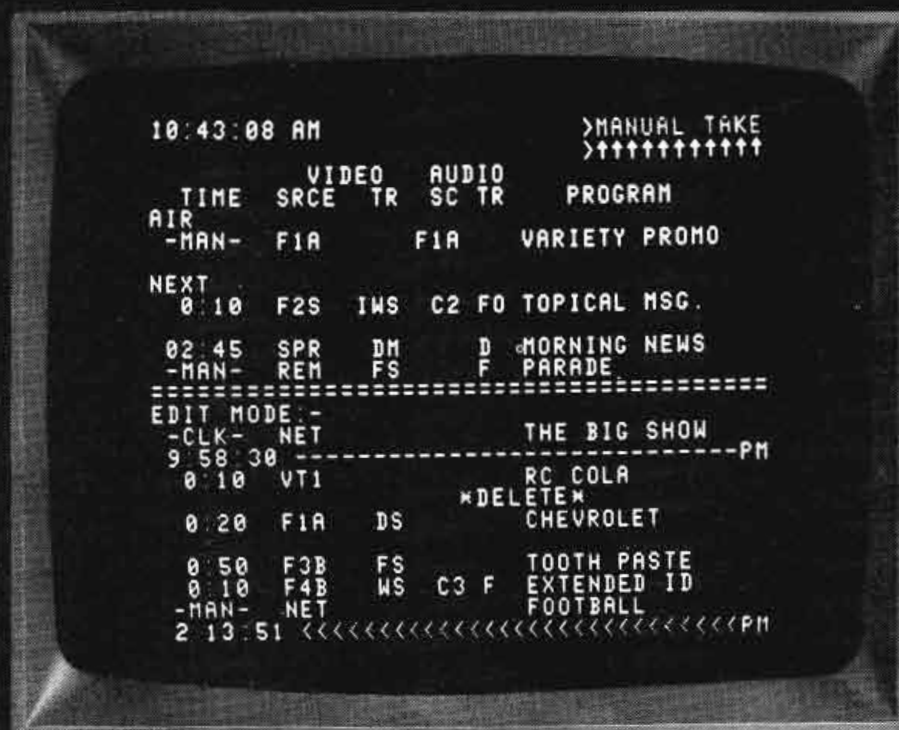 10:43:08 AM >MANUAL TAKE
>↑↑↑↑↑↑↑↑↑↑↑
VIDEO AUDIO
TIME SRCE TR SC TR PROGRAM
AIR
-MAN- F1A F1A VARIETY PROMO
NEXT
0:10 F2S IWS C2 FO TOPICAL MSG.
02:45 SPR DM D MORNING NEWS
-MAN- REM FS F PARADE
=======================================
EDIT MODE:-
-CLK- NET THE BIG SHOW
9:58:30 ----------------------------PM
0:10 VT1 RC COLA
*DELETE*
0:20 F1A DS CHEVROLET
0:50 F3B FS TOOTH PASTE
0:10 F4B WS C3 F EXTENDED ID
-MAN- NET FOOTBALL
2:13:51 <<<<<<<<<<<<<<<<<<<<<<<<<<<<PM